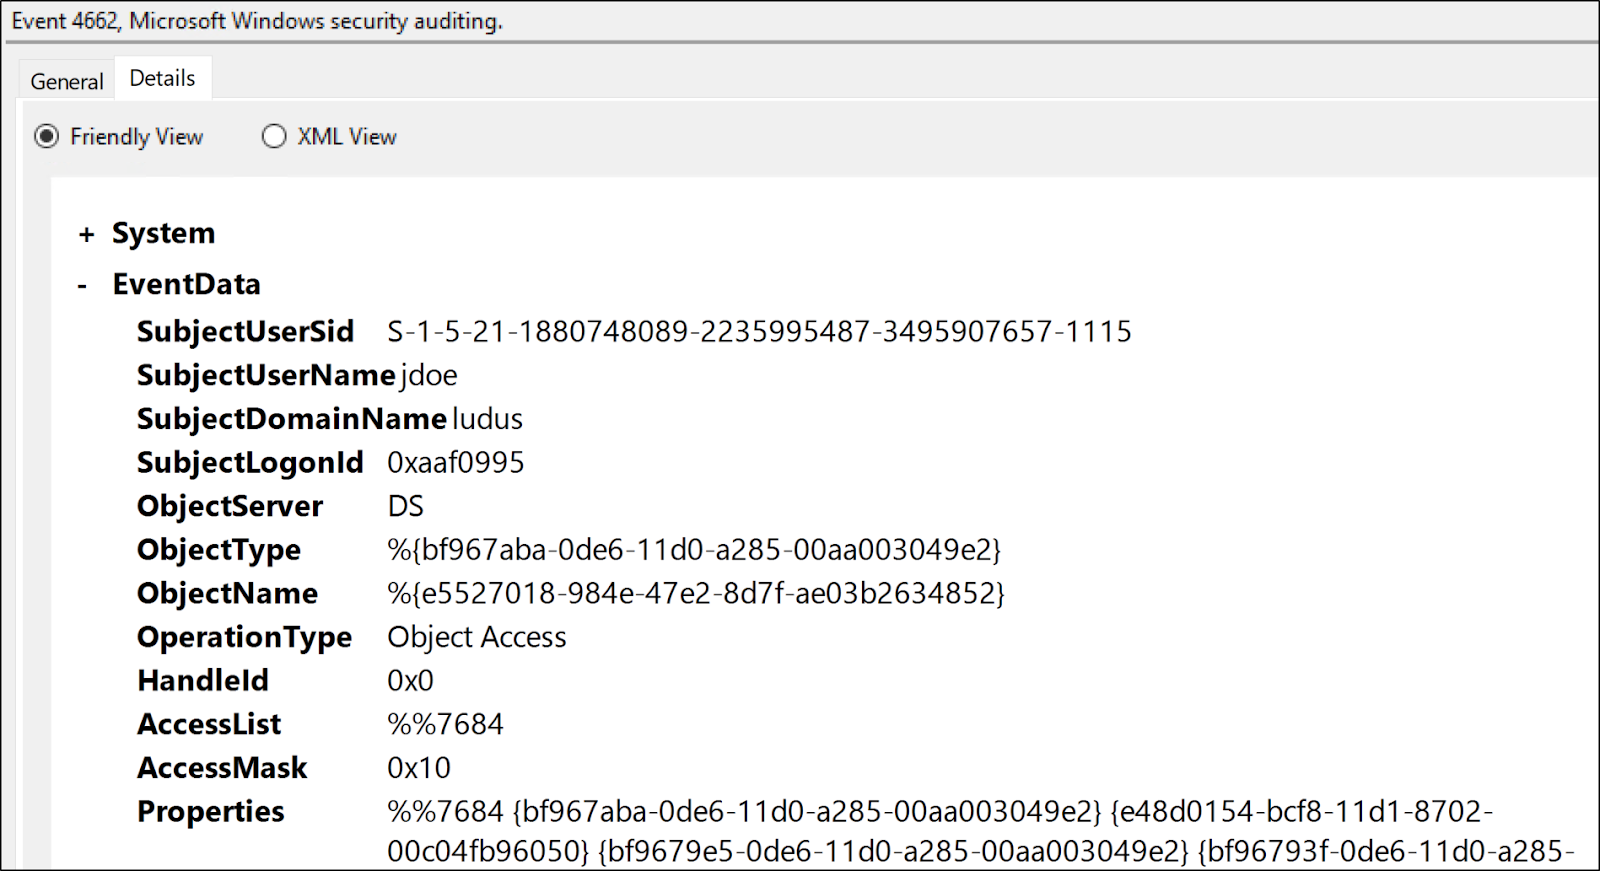 Event 4662, Microsoft Windows security auditing.
General Details
Friendly View XML View
+ System
- EventData
SubjectUserSid S-1-5-21-1880748089-2235995487-3495907657-1115
SubjectUserName jdoe
SubjectDomainName ludus
SubjectLogonId 0xaaf0995
ObjectServer DS
ObjectType %{bf967aba-0de6-11d0-a285-00aa003049e2}
ObjectName %{e5527018-984e-47e2-8d7f-ae03b2634852}
OperationType Object Access
HandleId 0x0
AccessList %%7684
AccessMask 0x10
Properties %%7684 {bf967aba-0de6-11d0-a285-00aa003049e2} {e48d0154-bcf8-11d1-8702-
00c04fb96050} {bf9679e5-0de6-11d0-a285-00aa003049e2} {bf96793f-0de6-11d0-a285-